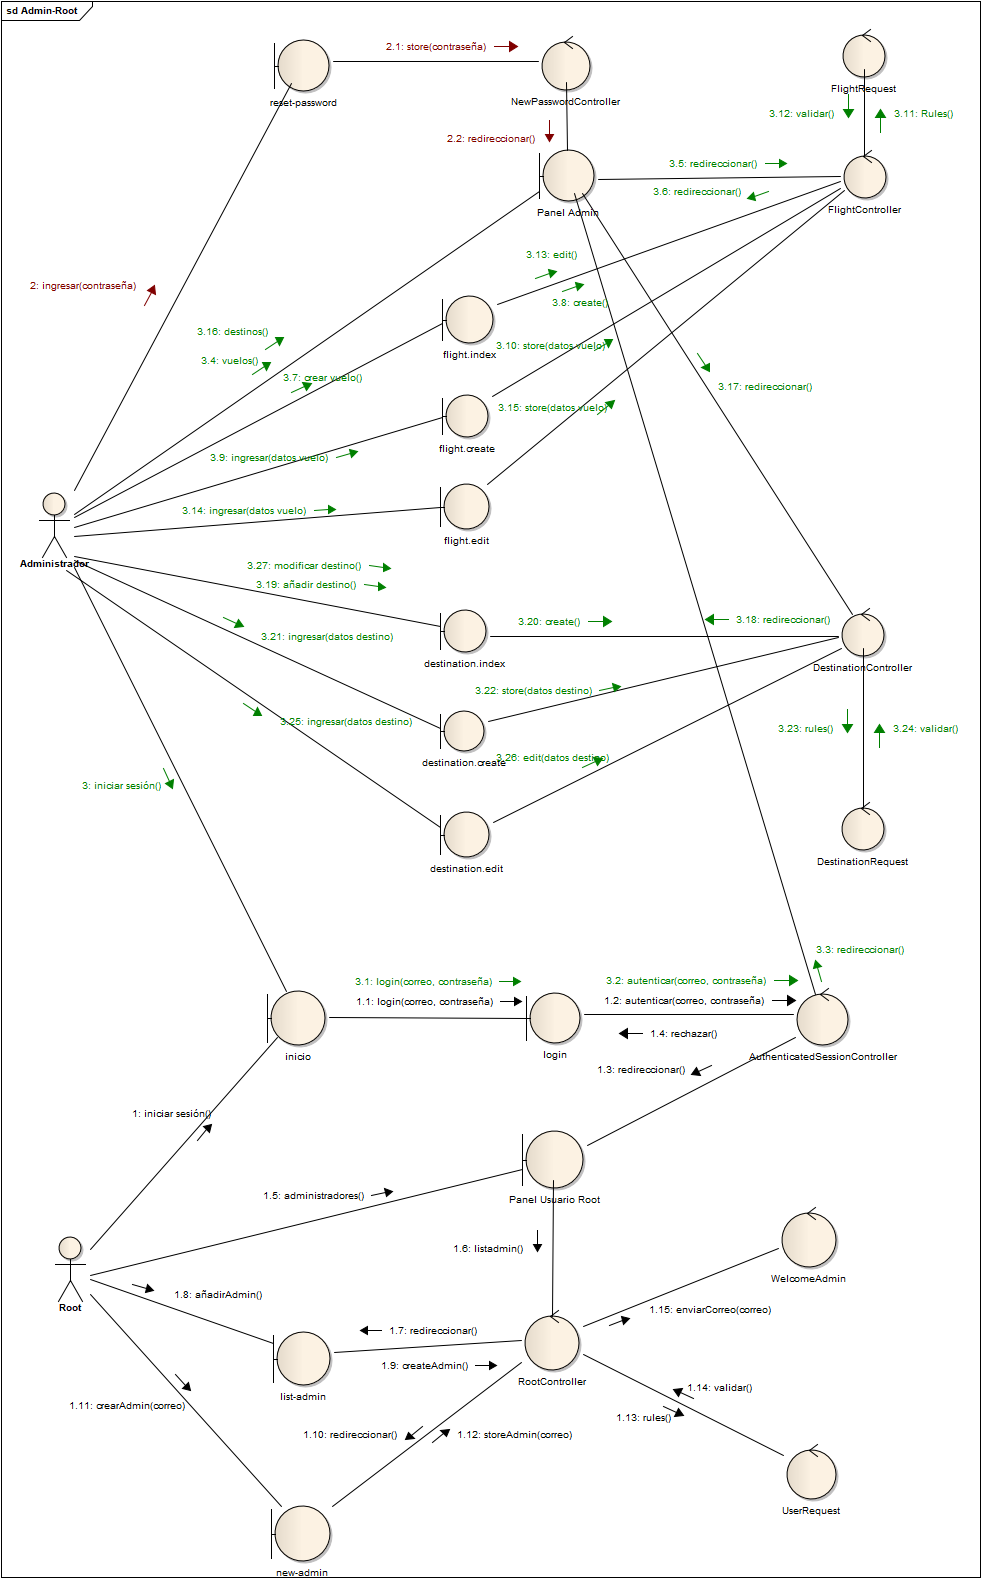 sd Admin-Root
2.1: store(contraseña)
reset-password
NewPasswordController
FlightRequest
3.12: validar()
3.11: Rules()
2.2: redireccionar()
3.5: redireccionar()
3.6: redireccionar()
Panel Admin
FlightController
3.13: edit()
2: ingresar(contraseña)
3.8: create()
3.16: destinos()
3.10: store(datos vuelo)
flight.index
3.4: vuelos()
3.7: crear vuelo()
3.17: redireccionar()
3.15: store(datos vuelo)
flight.create
3.9: ingresar(datos vuelo)
3.14: ingresar(datos vuelo)
flight.edit
Administrador
3.27: modificar destino()
3.19: añadir destino()
3.20: create()
3.18: redireccionar()
3.21: ingresar(datos destino)
destination.index
DestinationController
3.22: store(datos destino)
3.25: ingresar(datos destino)
3.23: rules()
3.24: validar()
destination.create
3.26: edit(datos destino)
3: iniciar sesión()
destination.edit
DestinationRequest
3.3: redireccionar()
3.1: login(correo, contraseña)
3.2: autenticar(correo, contraseña)
1.1: login(correo, contraseña)
1.2: autenticar(correo, contraseña)
1.4: rechazar()
inicio
login
AuthenticatedSessionController
1.3: redireccionar()
1: iniciar sesión()
1.5: administradores()
Panel Usuario Root
1.6: listadmin()
WelcomeAdmin
1.8: añadirAdmin()
Root
1.15: enviarCorreo(correo)
1.7: redireccionar()
1.9: createAdmin()
RootController
list-admin
1.14: validar()
1.11: crearAdmin(correo)
1.13: rules()
1.10: redireccionar()
1.12: storeAdmin(correo)
UserRequest
new-admin